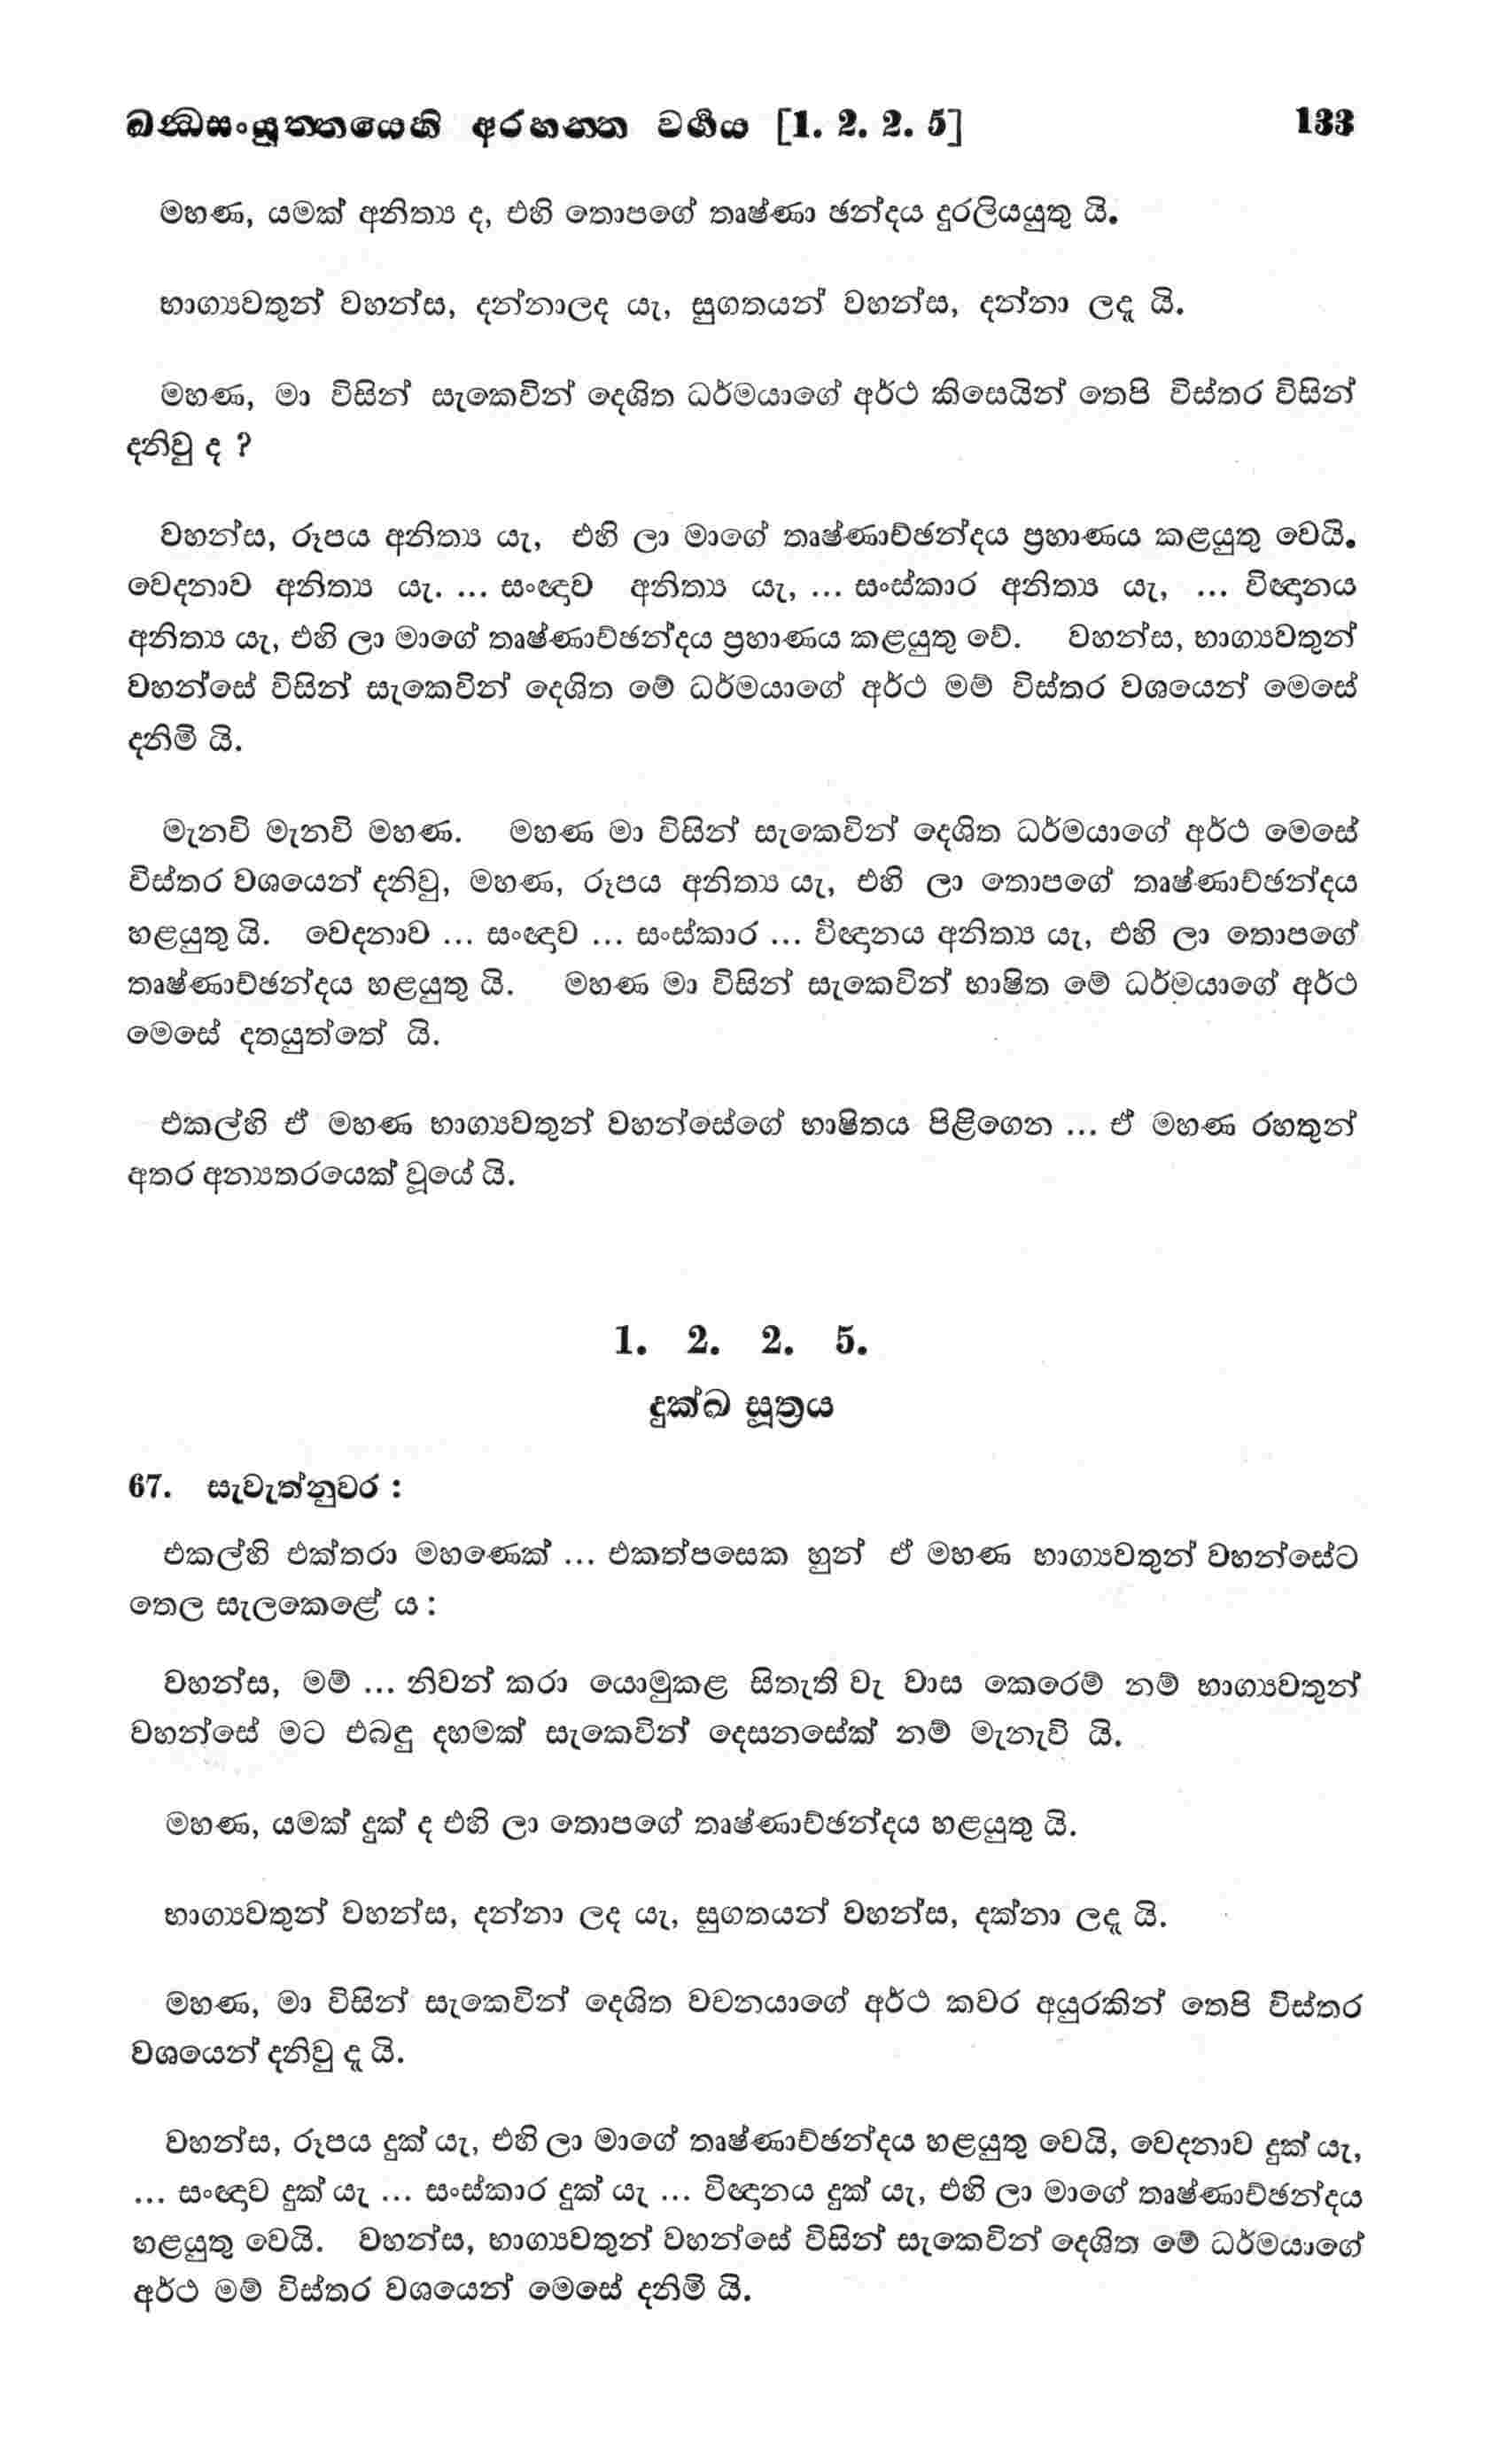 ඛන්ධසංයුත්තයෙහි අරහන්ත වර්ගය [1. 2. 2. 5] 133
මහණ, යමක් අනිත්‍ය ද, එහි තොපගේ තෘෂ්ණා ඡන්දය දුරලියයුතු යි.
භාග්‍යවතුන් වහන්ස, දන්නාලද යැ, සුගතයන් වහන්ස, දන්නා ලදූ යි.
මහණ, මා විසින් සැකෙවින් දෙශිත ධර්මයාගේ අර්ථ කිසෙයින් තෙපි විස්තර විසින්
දනිවු ද ?
වහන්ස, රූපය අනිත්‍ය යැ, එහි ලා මාගේ තෘෂ්ණාච්ඡන්දය ප්‍රහාණය කළයුතු වෙයි.
වෙදනාව අනිත්‍ය යැ. ... සංඥාව අනිත්‍ය යැ, ... සංස්කාර අනිත්‍ය යැ, ... විඥානය
අනිත්‍ය යැ, එහි ලා මාගේ තෘෂ්ණාච්ඡන්දය ප්‍රහාණය කළයුතු වේ. වහන්ස, භාග්‍යවතුන්
වහන්සේ විසින් සැකෙවින් දෙශිත මේ ධර්මයාගේ අර්ථ මම් විස්තර වශයෙන් මෙසේ
දනිමි යි.
මැනවි මැනවි මහණ. මහණ මා විසින් සැකෙවින් දෙශිත ධර්මයාගේ අර්ථ මෙසේ
විස්තර වශයෙන් දනිවු, මහණ, රූපය අනිත්‍ය යැ, එහි ලා තොපගේ තෘෂ්ණාච්ඡන්දය
හළයුතු යි. වෙදනාව ... සංඥාව ... සංස්කාර ... විඥානය අනිත්‍ය යැ, එහි ලා තොපගේ
තෘෂ්ණාච්ඡන්දය හළයුතු යි. මහණ මා විසින් සැකෙවින් භාෂිත මේ ධර්මයාගේ අර්ථ
මෙසේ දතයුත්තේ යි.
එකල්හි ඒ මහණ භාග්‍යවතුන් වහන්සේගේ භාෂිතය පිළිගෙන ... ඒ මහණ රහතුන්
අතර අන්‍යතරයෙක් වූයේ යි.
1. 2. 2. 5.
දුක්ඛ සූත්‍රය
67. සැවැත්නුවර :
එකල්හි එක්තරා මහණෙක් ... එකත්පසෙක හුන් ඒ මහණ භාග්‍යවතුන් වහන්සේට
තෙල සැලකෙළේ ය :
වහන්ස, මම් ... නිවන් කරා යොමුකළ සිතැති වැ වාස කෙරෙම් නම් භාග්‍යවතුන්
වහන්සේ මට එබඳු දහමක් සැකෙවින් දෙසනසේක් නම් මැනැවි යි.
මහණ, යමක් දුක් ද එහි ලා තොපගේ තෘෂ්ණාච්ඡන්දය හළයුතු යි.
භාග්‍යවතුන් වහන්ස, දන්නා ලද යැ, සුගතයන් වහන්ස, දක්නා ලදූ යි.
මහණ, මා විසින් සැකෙවින් දෙශිත වචනයාගේ අර්ථ කවර අයුරකින් තෙපි විස්තර
වශයෙන් දනිවු දූ යි.
වහන්ස, රූපය දුක් යැ, එහි ලා මාගේ තෘෂ්ණාච්ඡන්දය හළයුතු වෙයි, වෙදනාව දුක් යැ,
... සංඥාව දුක් යැ ... සංස්කාර දුක් යැ ... විඥානය දුක් යැ, එහි ලා මාගේ තෘෂ්ණාච්ඡන්දය
හළයුතු වෙයි. වහන්ස, භාග්‍යවතුන් වහන්සේ විසින් සැකෙවින් දෙශිත මේ ධර්මයාගේ
අර්ථ මම් විස්තර වශයෙන් මෙසේ දනිමි යි.